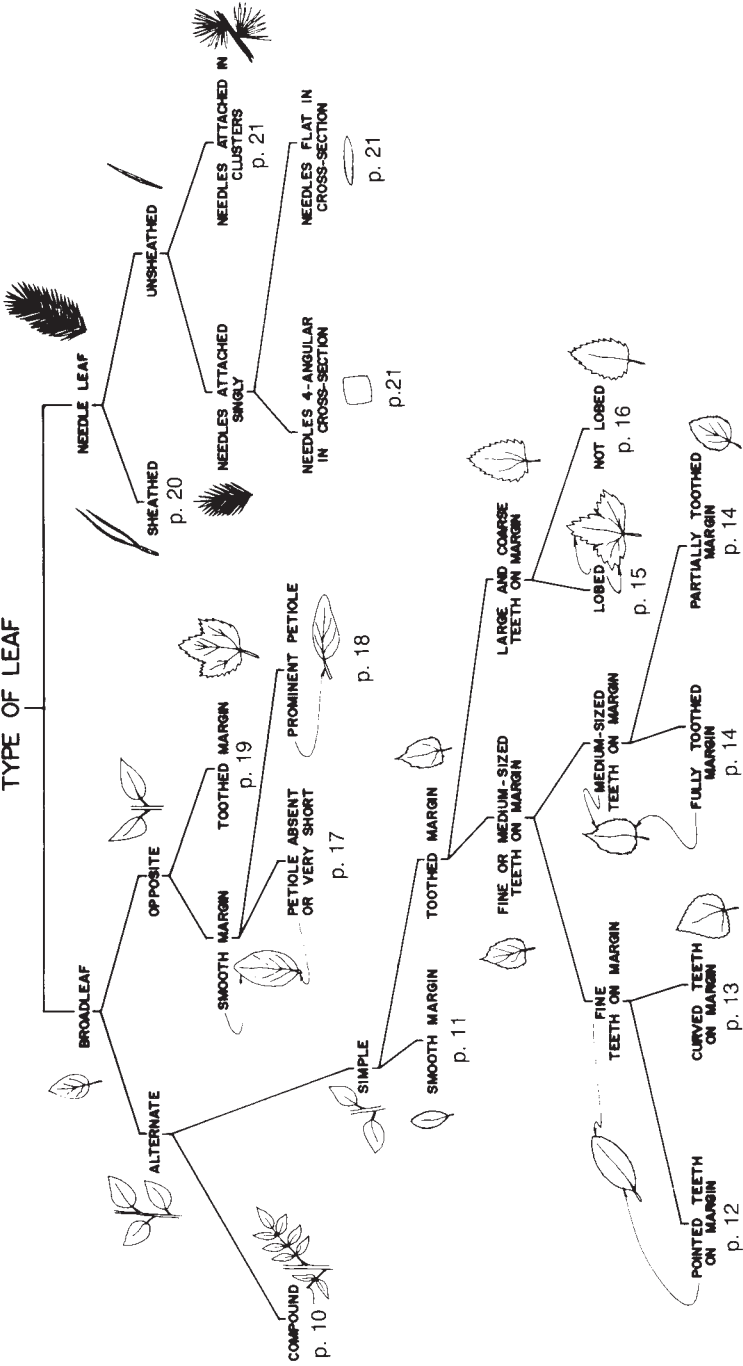 TYPE OF LEAF
BROADLEAF
NEEDLE LEAF
ALTERNATE
OPPOSITE
SHEATHED
p. 20
UNSHEATHED
SMOOTH MARGIN
TOOTHED MARGIN
p. 19
NEEDLES ATTACHED
SINGLY
NEEDLES ATTACHED IN
CLUSTERS
p. 21
COMPOUND
p. 10
SIMPLE
PETIOLE ABSENT
OR VERY SHORT
p. 17
PROMINENT PETIOLE
p. 18
NEEDLES 4-ANGULAR
IN CROSS-SECTION
p.21
NEEDLES FLAT IN
CROSS-SECTION
p. 21
SMOOTH MARGIN
p. 11
TOOTHED MARGIN
FINE OR MEDIUM-SIZED
TEETH ON MARGIN
LARGE AND COARSE
TEETH ON MARGIN
FINE
TEETH ON MARGIN
MEDIUM-SIZED
TEETH ON MARGIN
LOBED
p. 15
NOT LOBED
p. 16
POINTED TEETH
ON MARGIN
p. 12
CURVED TEETH
ON MARGIN
p. 13
FULLY TOOTHED
MARGIN
p. 14
PARTIALLY TOOTHED
MARGIN
p. 14